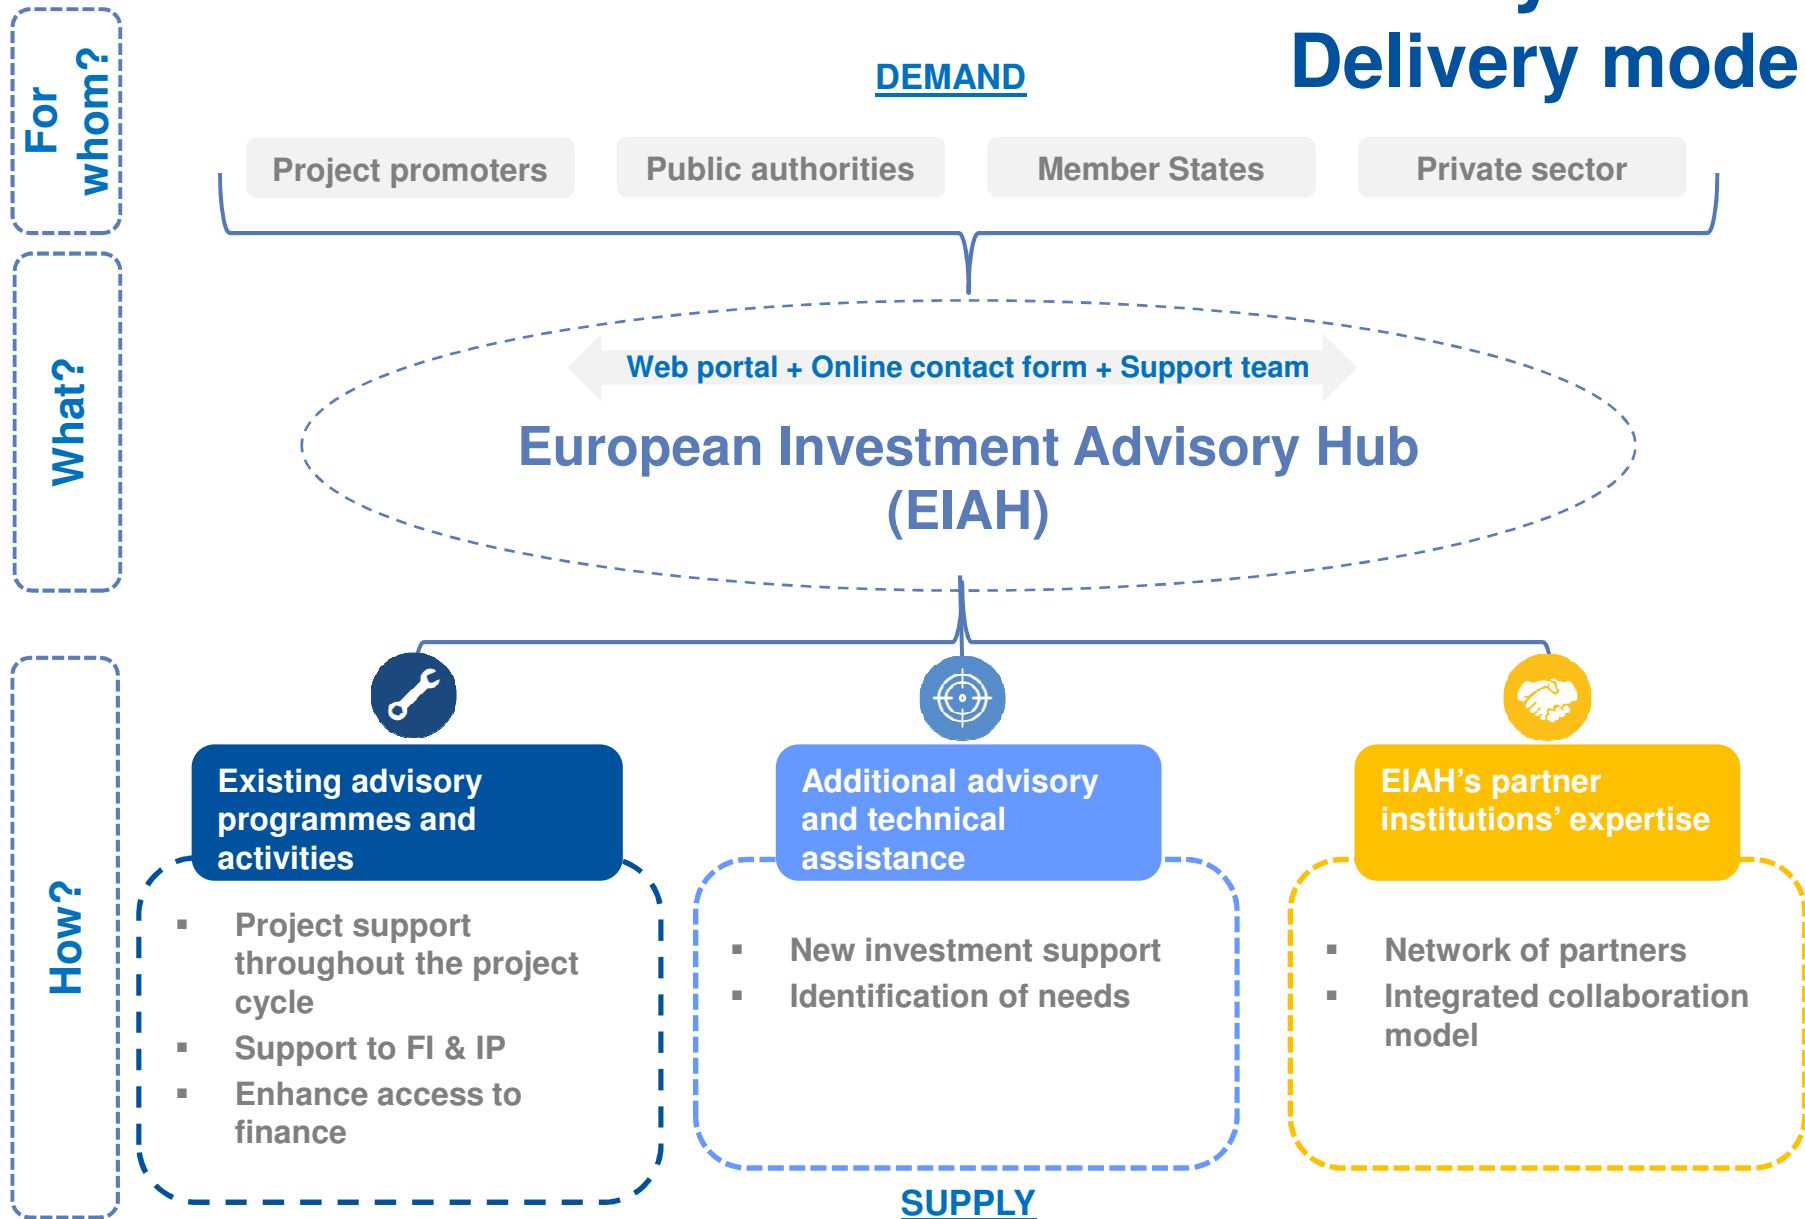 Delivery mode
For
whom?
DEMAND
Project promoters
Public authorities
Member States
Private sector
What?
Web portal + Online contact form + Support team
European Investment Advisory Hub
(EIAH)
How?
Existing advisory
programmes and
activities
▪ Project support
throughout the project
cycle
▪ Support to FI & IP
▪ Enhance access to
finance
Additional advisory
and technical
assistance
▪ New investment support
▪ Identification of needs
EIAH’s partner
institutions’ expertise
▪ Network of partners
▪ Integrated collaboration
model
SUPPLY